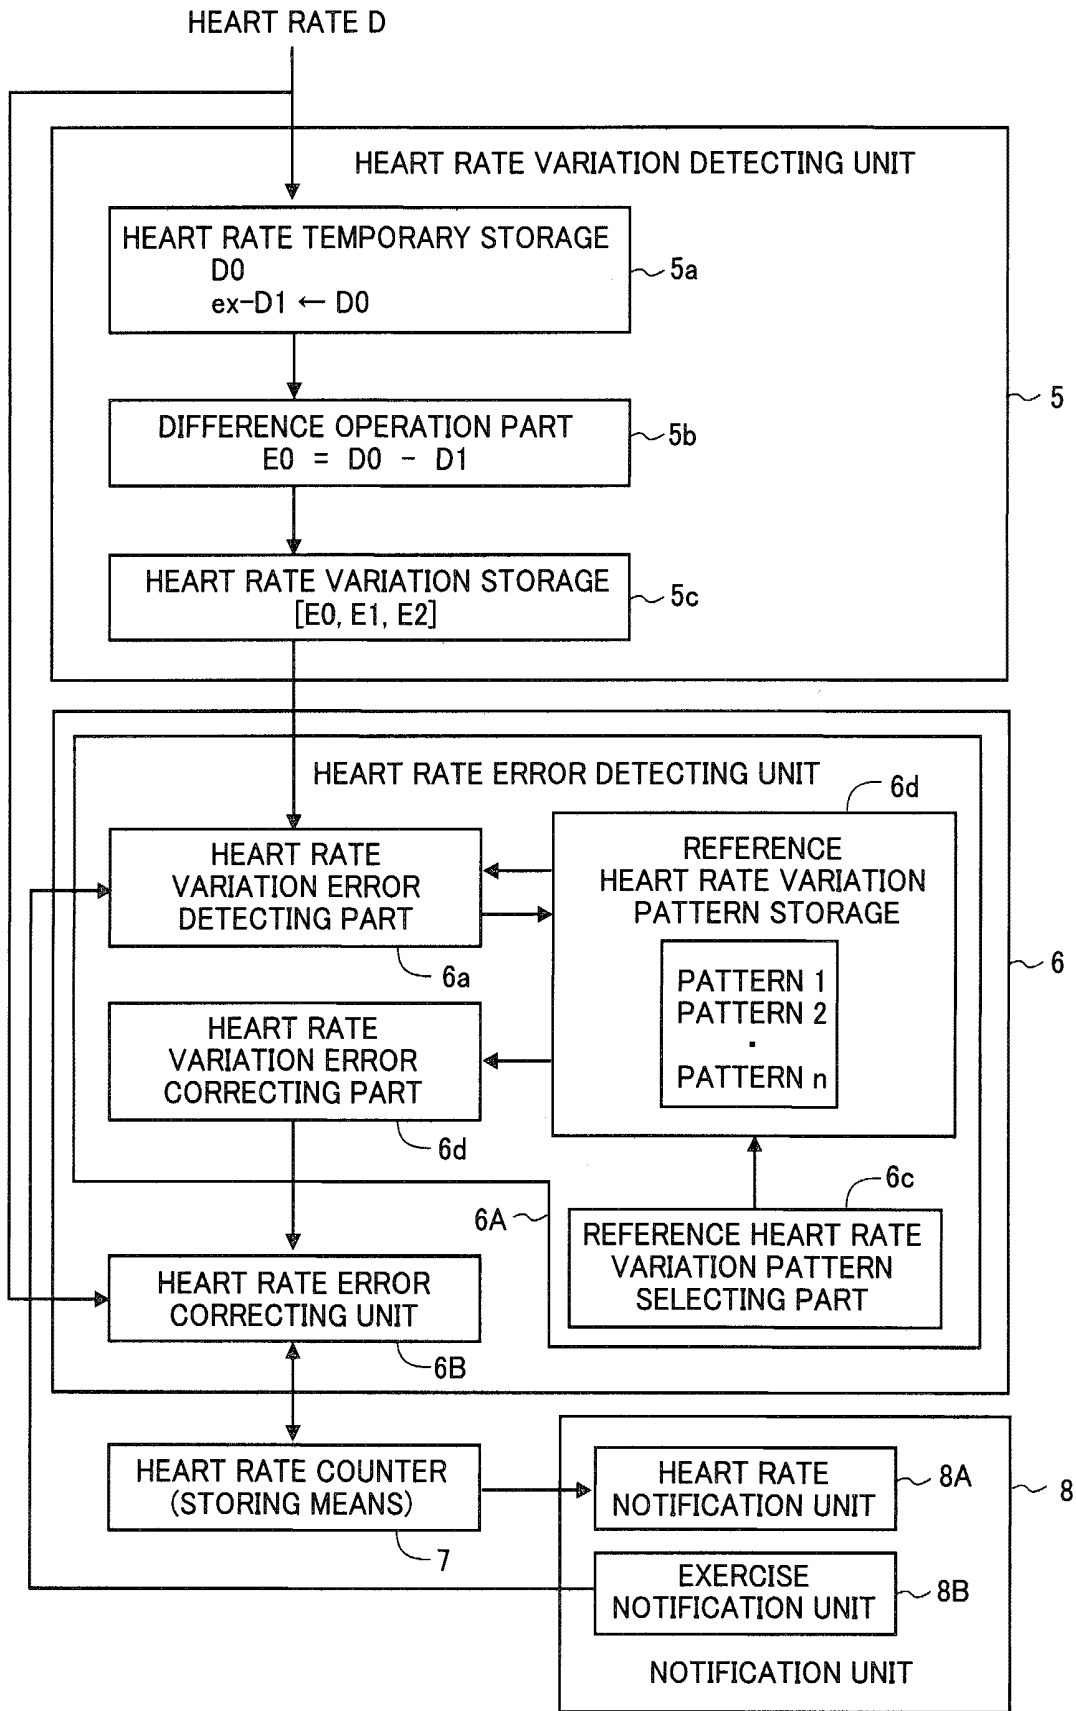 HEART RATE D
HEART RATE VARIATION DETECTING UNIT
HEART RATE TEMPORARY STORAGE
D0
ex-D1 ← D0
5a
5
DIFFERENCE OPERATION PART
E0 = D0 - D1
5b
HEART RATE VARIATION STORAGE
[E0, E1, E2]
5c
HEART RATE ERROR DETECTING UNIT
6d
HEART RATE
VARIATION ERROR
DETECTING PART
6a
REFERENCE
HEART RATE VARIATION
PATTERN STORAGE
PATTERN 1
PATTERN 2
.
PATTERN n
6
HEART RATE
VARIATION ERROR
CORRECTING PART
6d
6c
6A
REFERENCE HEART RATE
VARIATION PATTERN
SELECTING PART
HEART RATE ERROR
CORRECTING UNIT
6B
HEART RATE COUNTER
(STORING MEANS)
7
HEART RATE
NOTIFICATION UNIT
8A
8
EXERCISE
NOTIFICATION UNIT
8B
NOTIFICATION UNIT